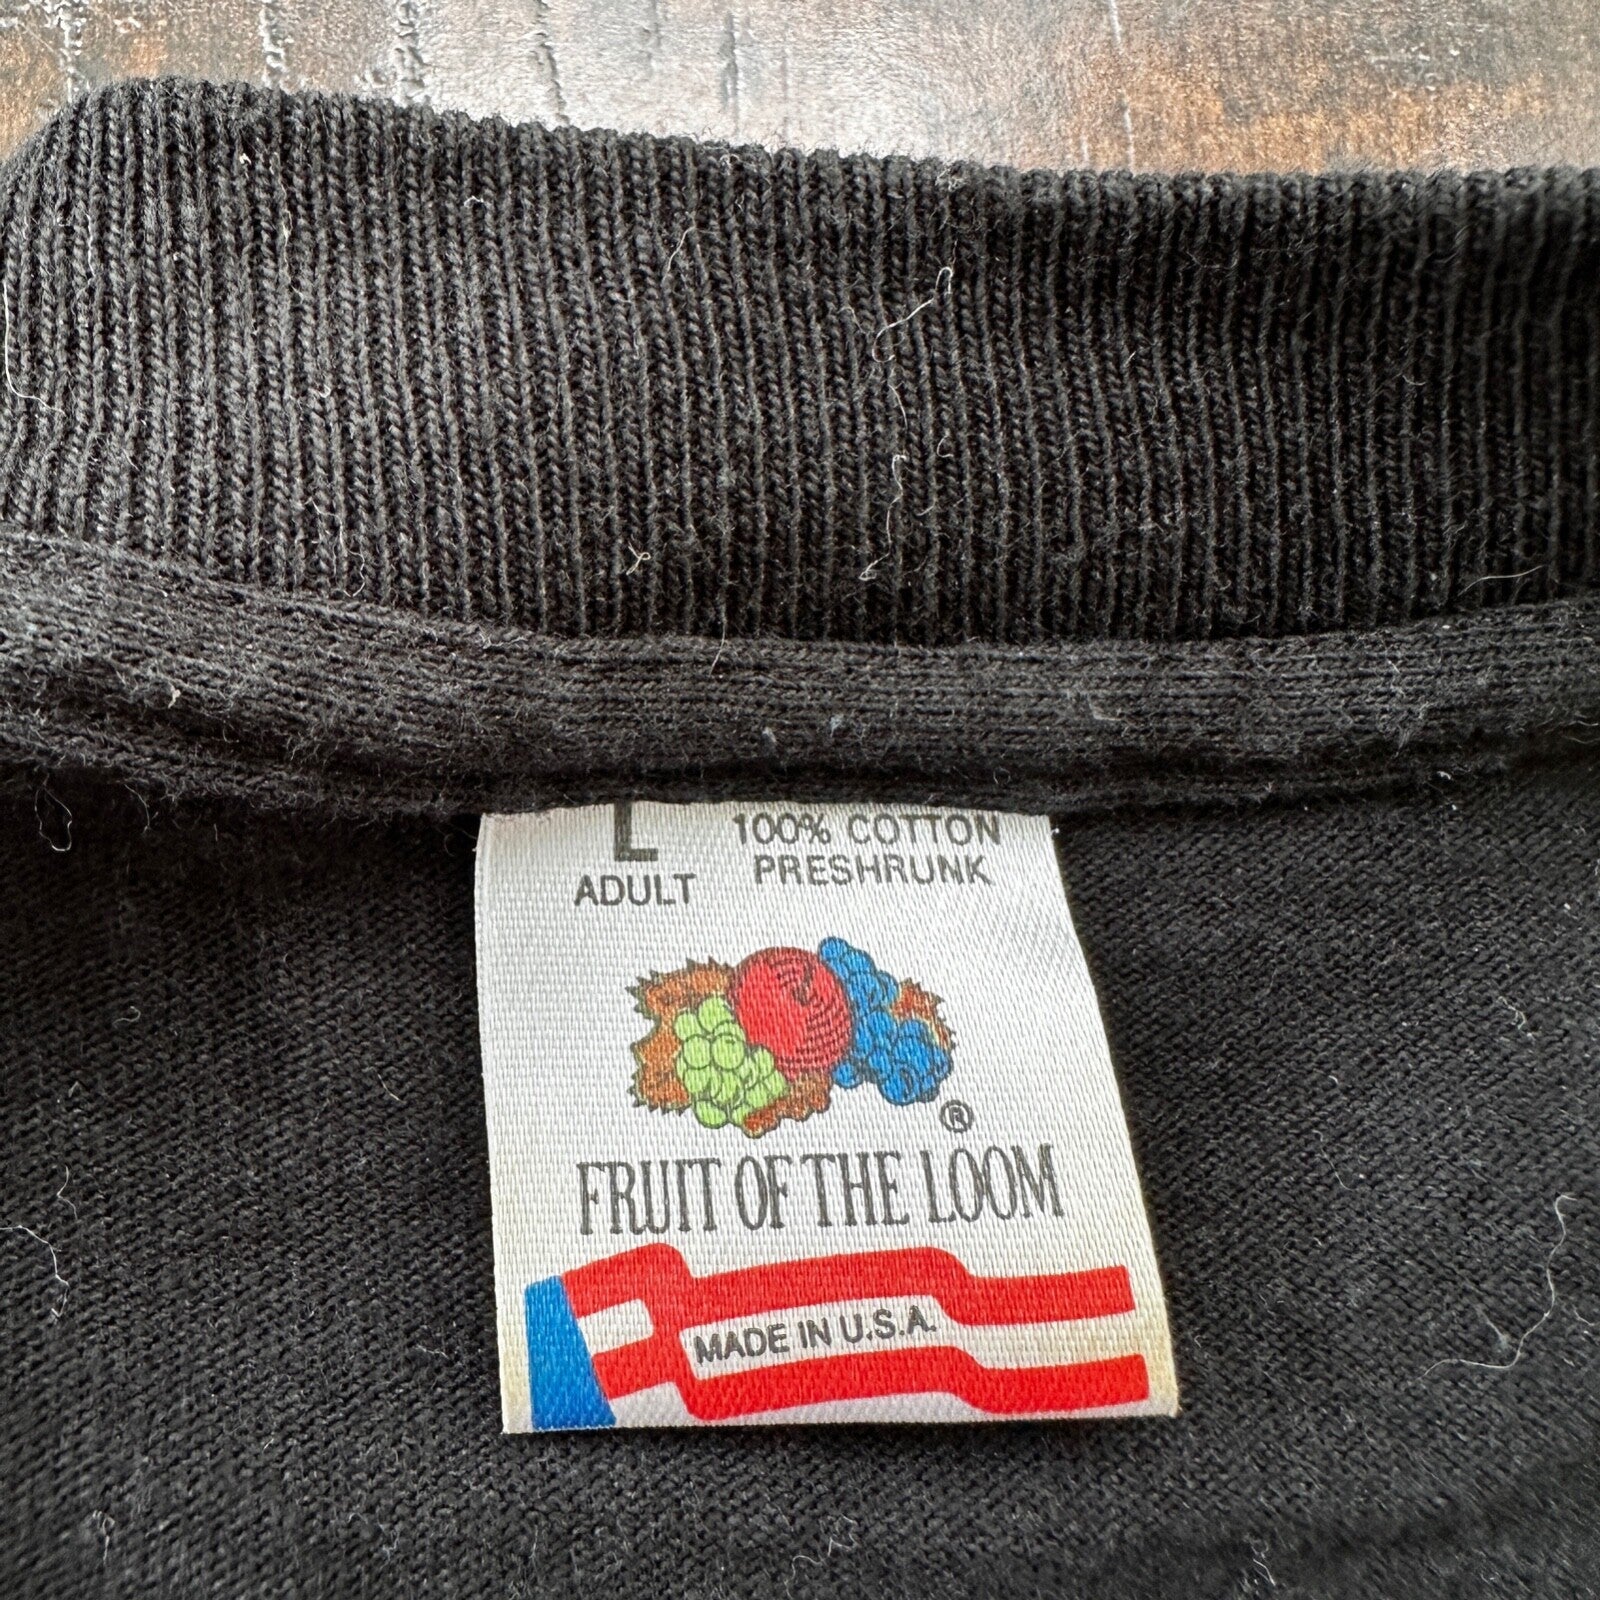 L 100% COTTON
ADULT PRESHRUNK
®
FRUIT OF THE LOOM
MADE IN U.S.A.